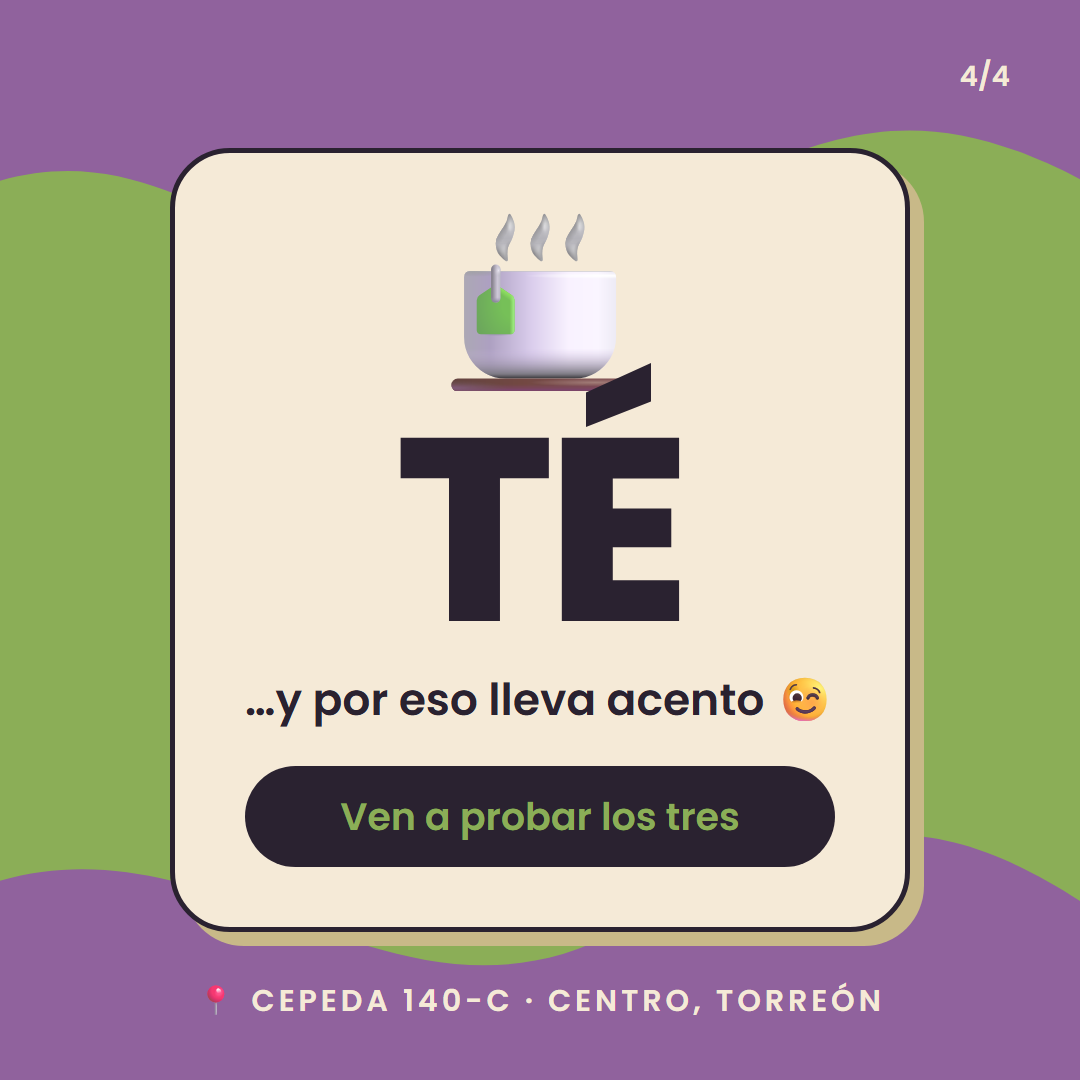 4/4
TÉ
...y por eso lleva acento 😉
Ven a probar los tres
📍 CEPEDA 140-C · CENTRO, TORREÓN